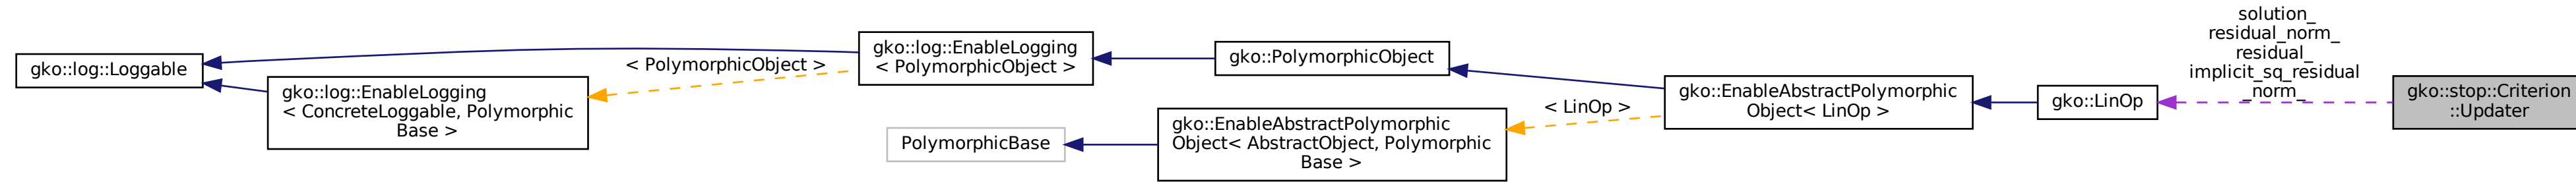 gko::log::Loggable
gko::log::EnableLogging
< ConcreteLoggable, Polymorphic
Base >
< PolymorphicObject >
gko::log::EnableLogging
< PolymorphicObject >
PolymorphicBase
gko::PolymorphicObject
gko::EnableAbstractPolymorphic
Object< AbstractObject, Polymorphic
Base >
< LinOp >
gko::EnableAbstractPolymorphic
Object< LinOp >
gko::LinOp
solution_
residual_norm_
residual_
implicit_sq_residual
_norm_
gko::stop::Criterion
::Updater